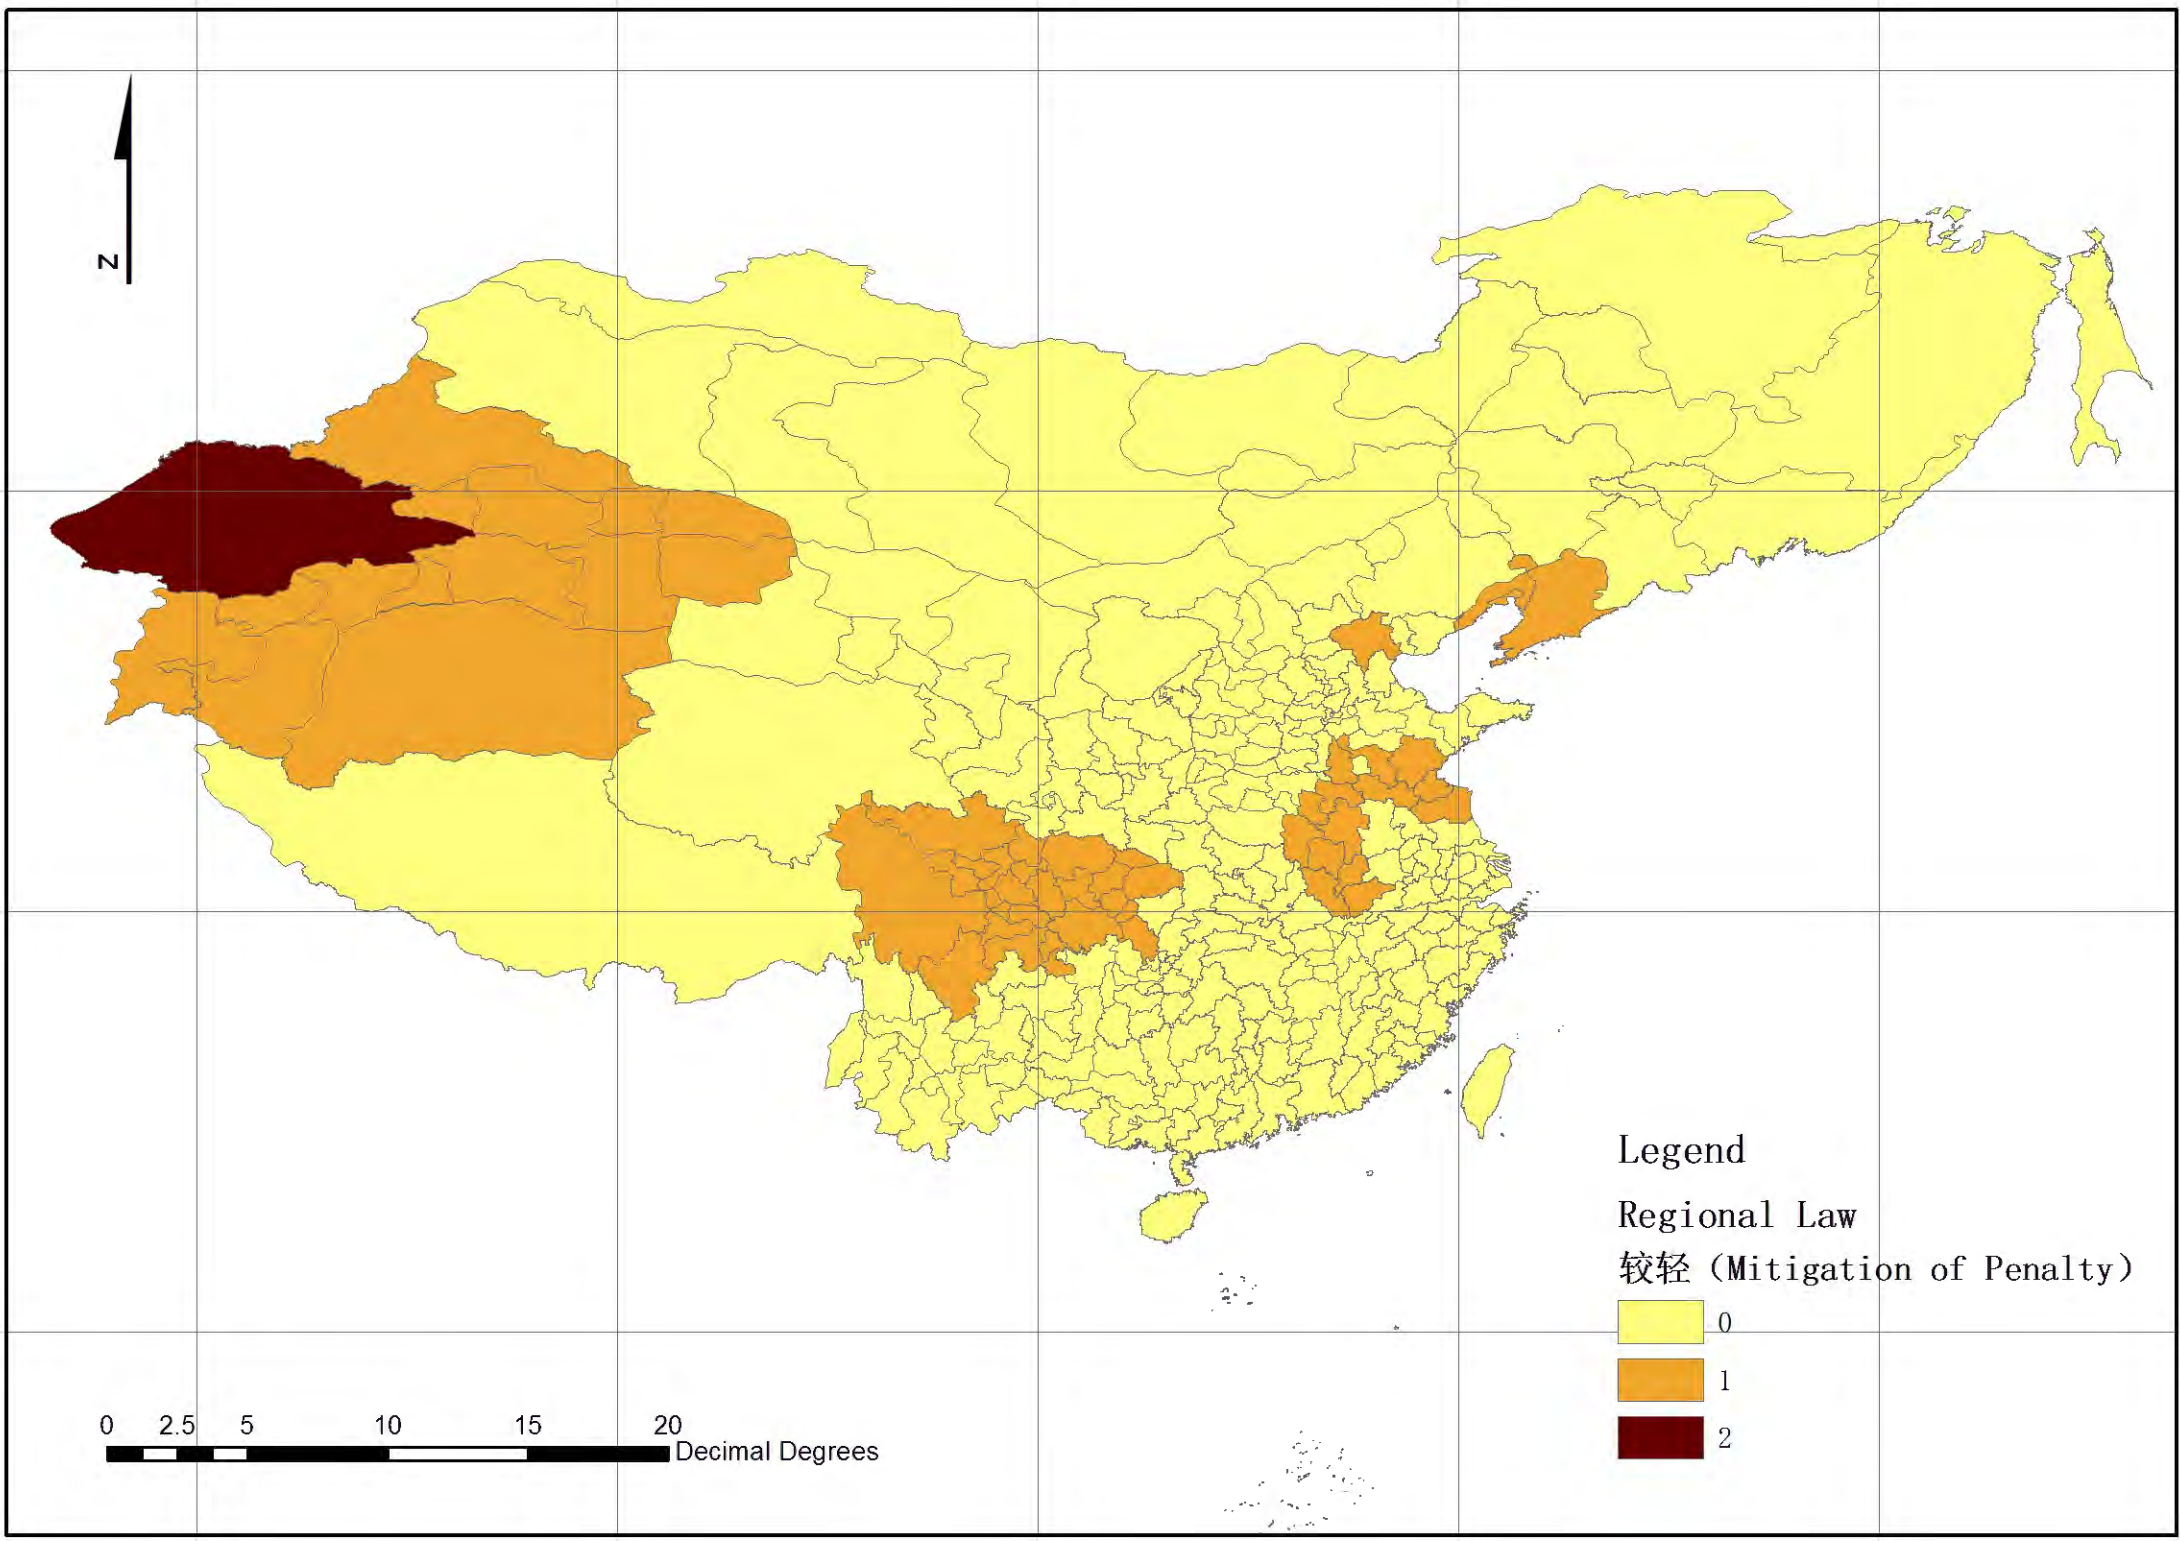 N
Legend
Regional Law
较轻（Mitigation of Penalty）
0
1
2
0 2.5 5 10 15 20
Decimal Degrees